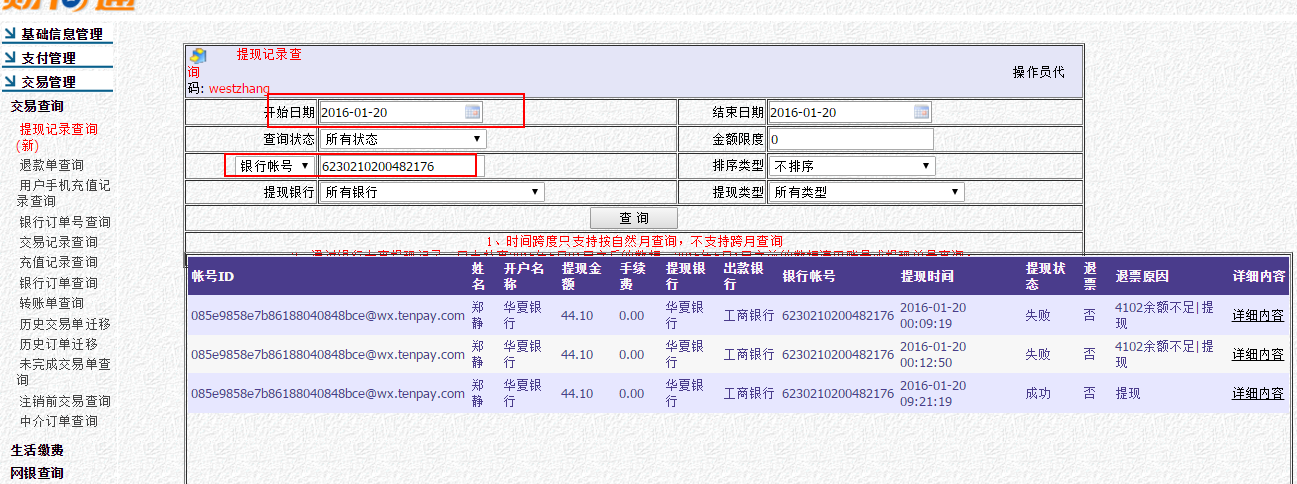 财付通
基础信息管理
支付管理
交易管理
交易查询
提现记录查询
(新)
退款单查询
用户手机充值记
录查询
银行订单号查询
交易记录查询
充值记录查询
银行订单查询
转账单查询
历史交易单迁移
历史订单迁移
未完成交易单查
询
注销前交易查询
中介订单查询
生活缴费
网银查询
提现记录查
询
操作员代
码: westzhang
开始日期 2016-01-20 结束日期 2016-01-20
查询状态 所有状态 金额限度 0
银行帐号 6230210200482176 排序类型 不排序
提现银行 所有银行 提现类型 所有类型
查 询
1、时间跨度只支持按自然月查询，不支持跨月查询
帐号ID 姓名 开户名称 提现金额 手续费 提现银行 出款银行 银行帐号 提现时间 提现状态 退票 退票原因 详细内容
085e9858e7b86188040848bce@wx.tenpay.com 郑静 华夏银行 44.10 0.00 华夏银行 工商银行 6230210200482176 2016-01-20 00:09:19 失败 否 4102余额不足|提现 详细内容
085e9858e7b86188040848bce@wx.tenpay.com 郑静 华夏银行 44.10 0.00 华夏银行 工商银行 6230210200482176 2016-01-20 00:12:50 失败 否 4102余额不足|提现 详细内容
085e9858e7b86188040848bce@wx.tenpay.com 郑静 华夏银行 44.10 0.00 华夏银行 工商银行 6230210200482176 2016-01-20 09:21:19 成功 否 提现 详细内容